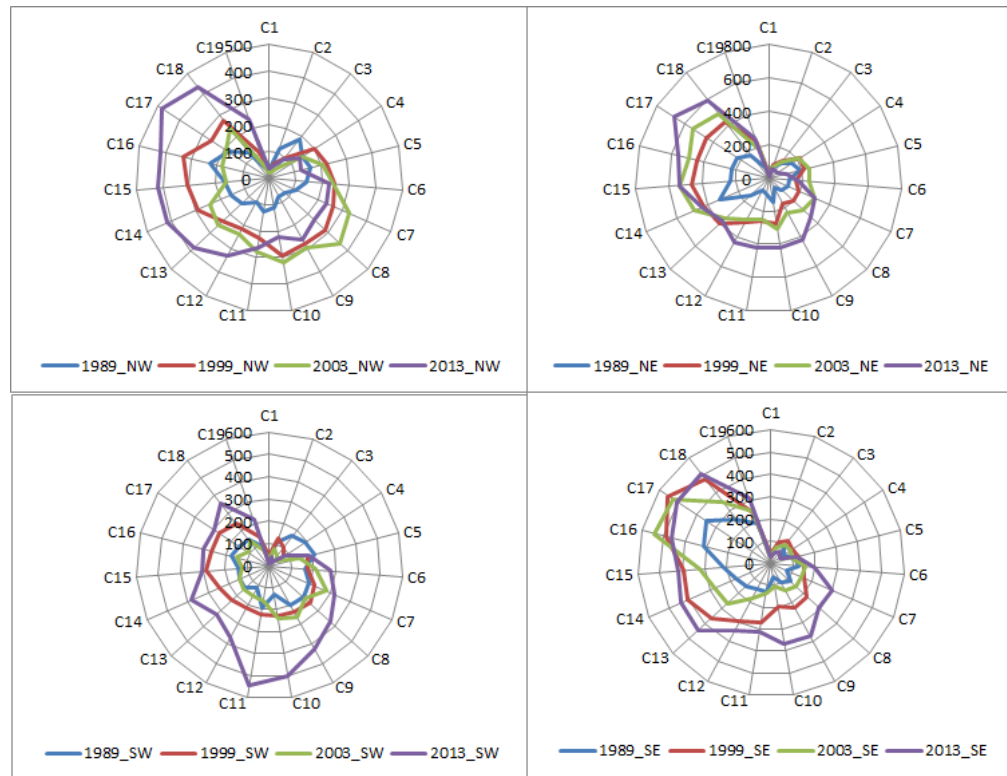 C1
C2
C3
C4
C5
C6
C7
C8
C9
C10
C11
C12
C13
C14
C15
C16
C17
C18
C19
500
400
300
200
100
0
1989_NW 1999_NW 2003_NW 2013_NW
C1
C2
C3
C4
C5
C6
C7
C8
C9
C10
C11
C12
C13
C14
C15
C16
C17
C18
C19
800
600
400
200
0
1989_NE 1999_NE 2003_NE 2013_NE
C1
C2
C3
C4
C5
C6
C7
C8
C9
C10
C11
C12
C13
C14
C15
C16
C17
C18
C19
600
500
400
300
200
100
0
1989_SW 1999_SW 2003_SW 2013_SW
C1
C2
C3
C4
C5
C6
C7
C8
C9
C10
C11
C12
C13
C14
C15
C16
C17
C18
C19
600
500
400
300
200
100
0
1989_SE 1999_SE 2003_SE 2013_SE